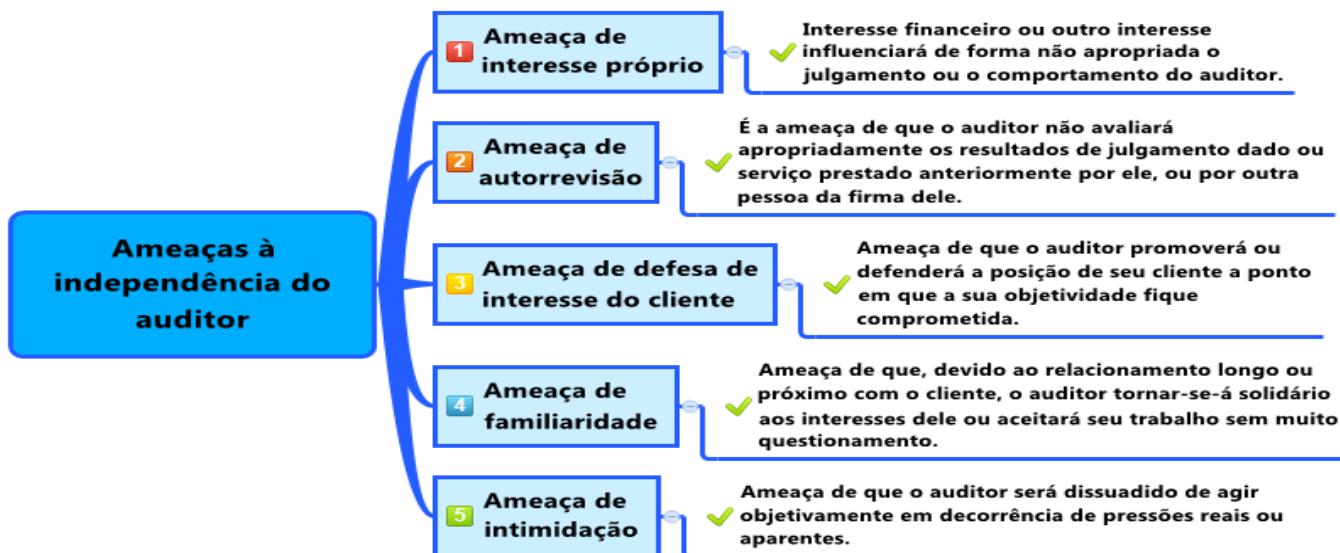 Ameaças à
independência do
auditor
1
Ameaça de
interesse próprio
Interesse financeiro ou outro interesse
influenciará de forma não apropriada o
julgamento ou o comportamento do auditor.
2
Ameaça de
autorrevisão
É a ameaça de que o auditor não avaliará
apropriadamente os resultados de julgamento dado ou
serviço prestado anteriormente por ele, ou por outra
pessoa da firma dele.
3
Ameaça de defesa de
interesse do cliente
Ameaça de que o auditor promoverá ou
defenderá a posição de seu cliente a ponto
em que a sua objetividade fique
comprometida.
4
Ameaça de
familiaridade
Ameaça de que, devido ao relacionamento longo ou
próximo com o cliente, o auditor tornar-se-á solidário
aos interesses dele ou aceitará seu trabalho sem muito
questionamento.
5
Ameaça de
intimidação
Ameaça de que o auditor será dissuadido de agir
objetivamente em decorrência de pressões reais ou
aparentes.